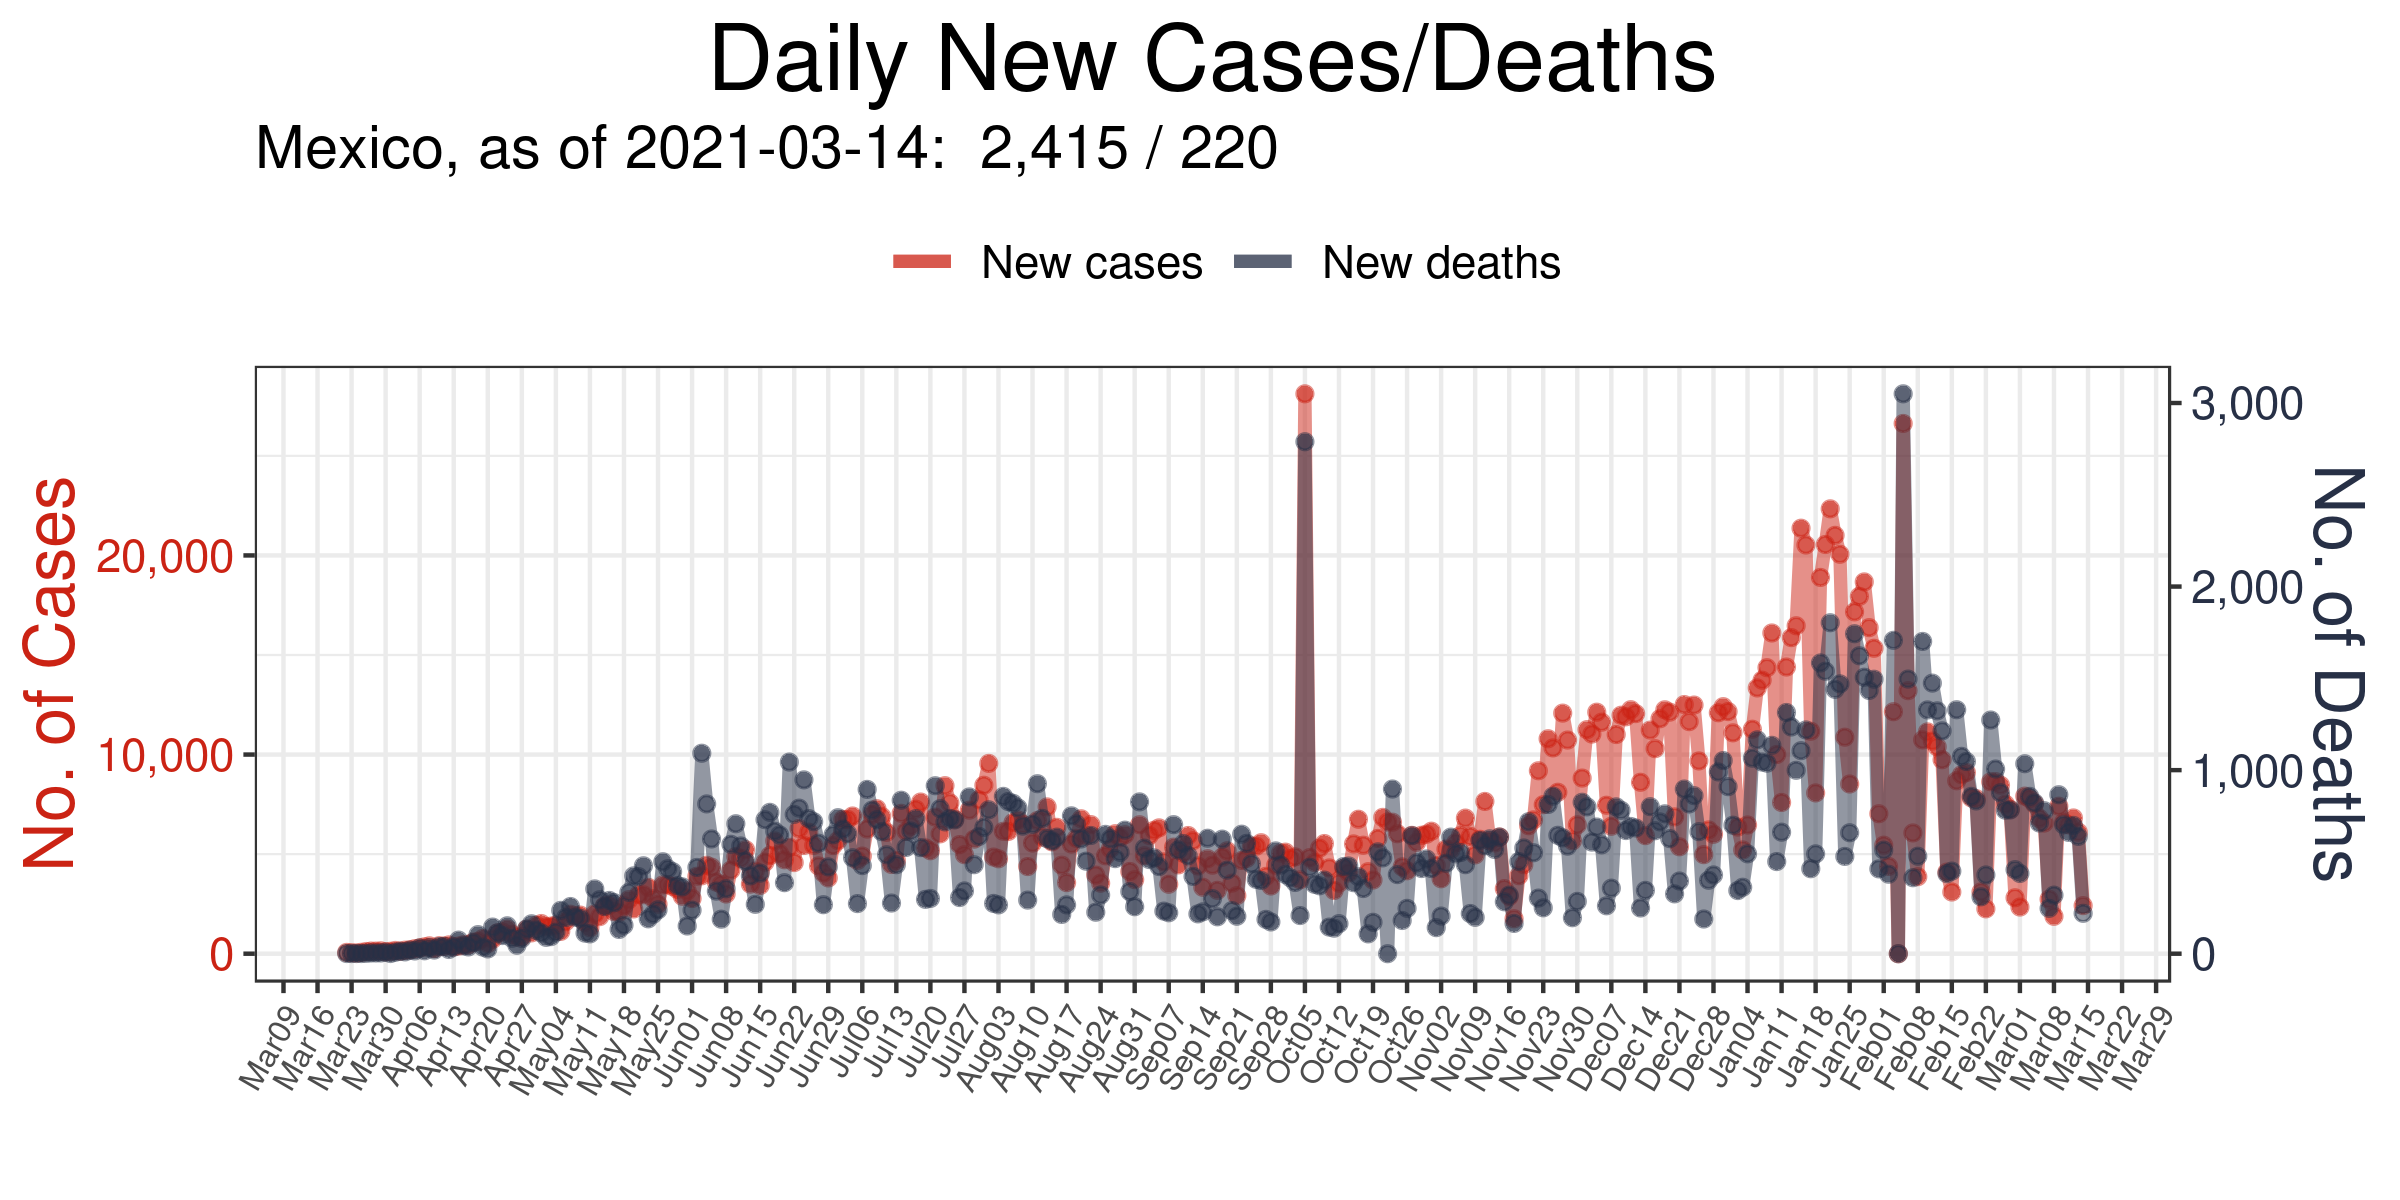 Daily New Cases/Deaths
Mexico, as of 2021-03-14:  2,415 / 220
New cases
New deaths
No. of Cases
20,000
10,000
0
3,000
2,000
1,000
0
No. of Deaths
Mar09
Mar16
Mar23
Mar30
Apr06
Apr13
Apr20
Apr27
May04
May11
May18
May25
Jun01
Jun08
Jun15
Jun22
Jun29
Jul06
Jul13
Jul20
Jul27
Aug03
Aug10
Aug17
Aug24
Aug31
Sep07
Sep14
Sep21
Sep28
Oct05
Oct12
Oct19
Oct26
Nov02
Nov09
Nov16
Nov23
Nov30
Dec07
Dec14
Dec21
Dec28
Jan04
Jan11
Jan18
Jan25
Feb01
Feb08
Feb15
Feb22
Mar01
Mar08
Mar15
Mar22
Mar29